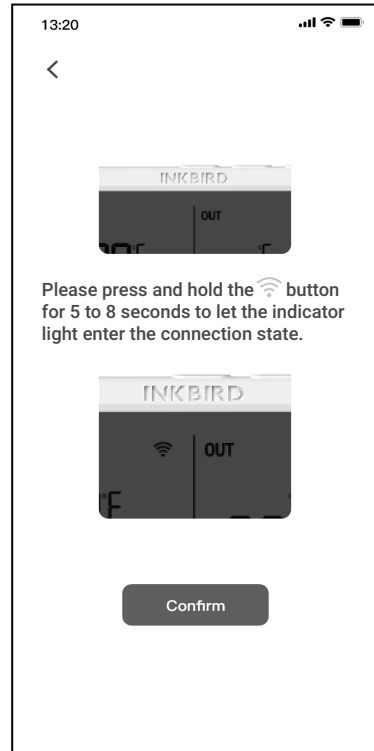 13:20
INKBIRD
OUT
°F
Please press and hold the button
for 5 to 8 seconds to let the indicator
light enter the connection state.
INKBIRD
OUT
°F
Confirm